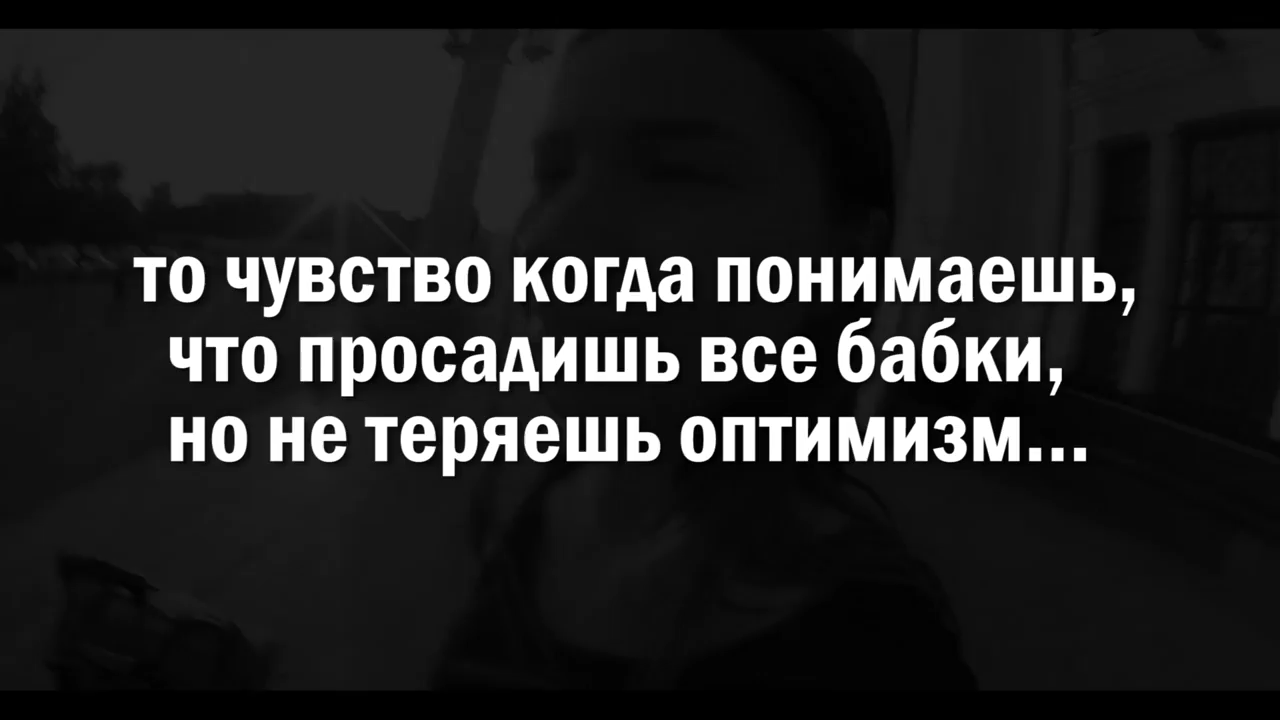 то чувство когда понимаешь,
что просадишь все бабки,
но не теряешь оптимизм...